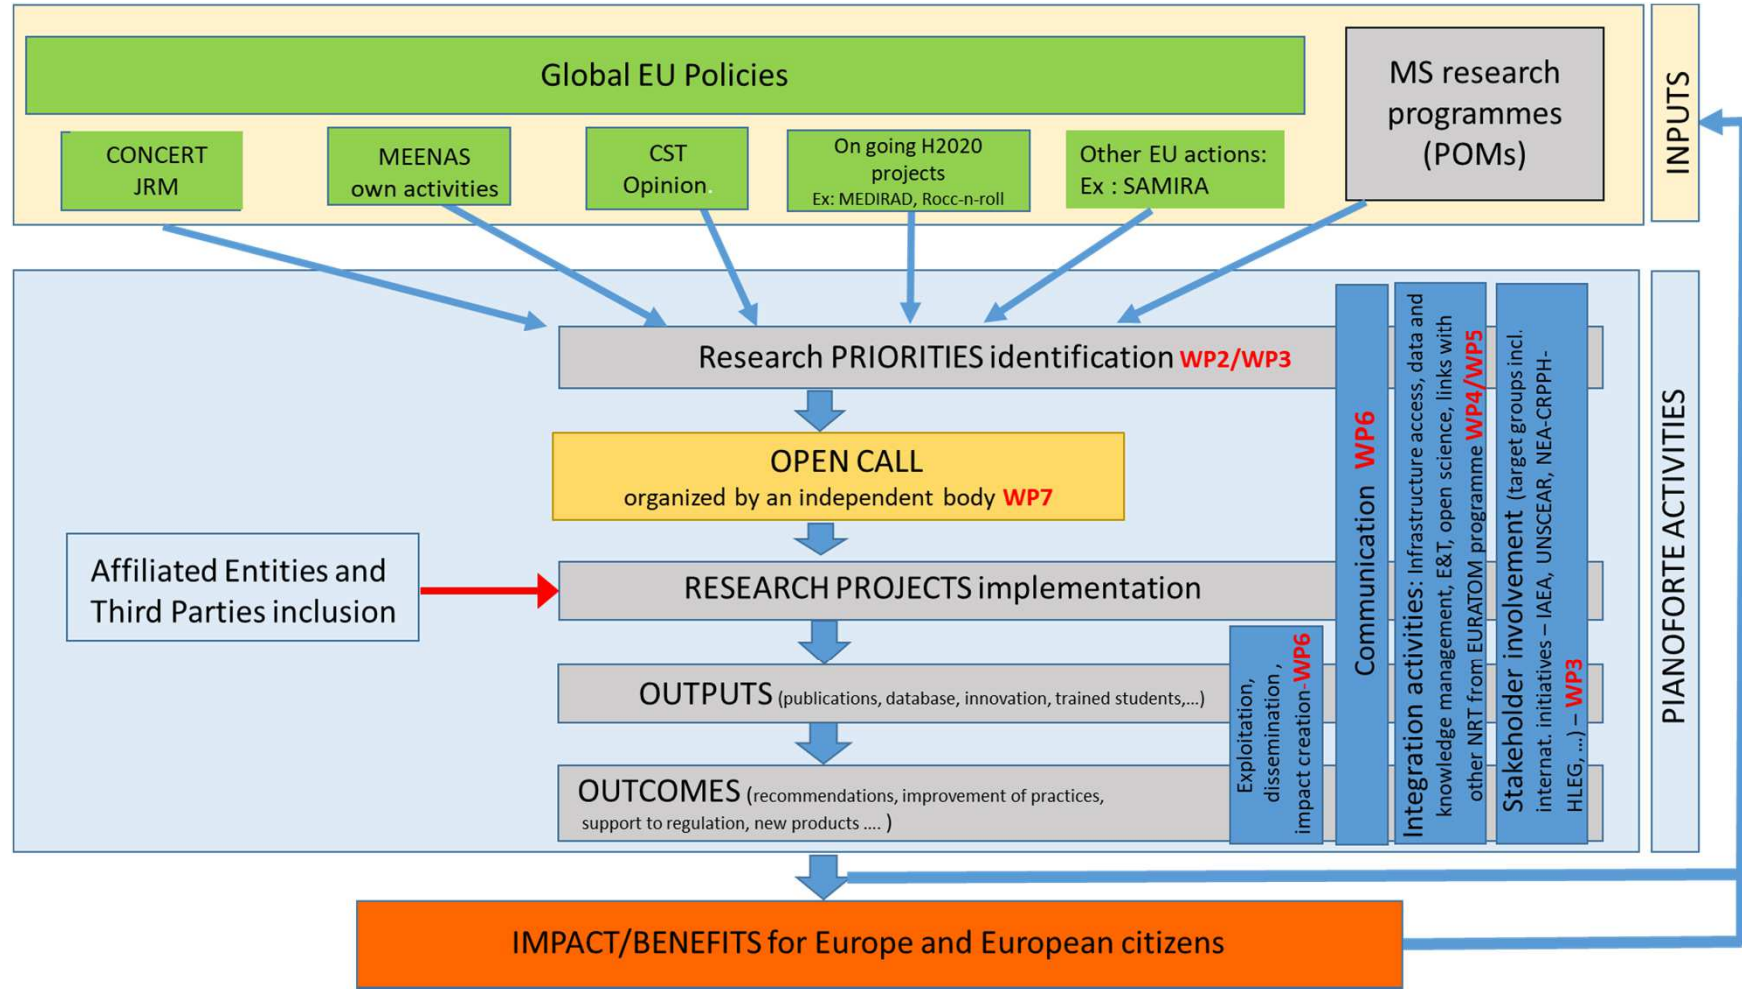 Global EU Policies
MS research
programmes
(POMs)
INPUTS
CONCERT
JRM
MEENAS
own activities
CST
Opinion.
On going H2020
projects
Ex: MEDIRAD, Rocc-n-roll
Other EU actions:
Ex : SAMIRA
Research PRIORITIES identification WP2/WP3
OPEN CALL
organized by an independent body WP7
Affiliated Entities and
Third Parties inclusion
RESEARCH PROJECTS implementation
OUTPUTS (publications, database, innovation, trained students,...)
OUTCOMES (recommendations, improvement of practices,
support to regulation, new products .... )
Exploitation,
dissemination ,
impact creation-WP6
Communication WP6
Integration activities: Infrastructure access, data and
knowledge management, E&T, open science, links with
other NRT from EURATOM programme WP4/WP5
Stakeholder involvement (target groups incl.
internat. initiatives – IAEA, UNSCEAR, NEA-CRPPH-
HLEG, ...) – WP3
PIANOFORTE ACTIVITIES
IMPACT/BENEFITS for Europe and European citizens